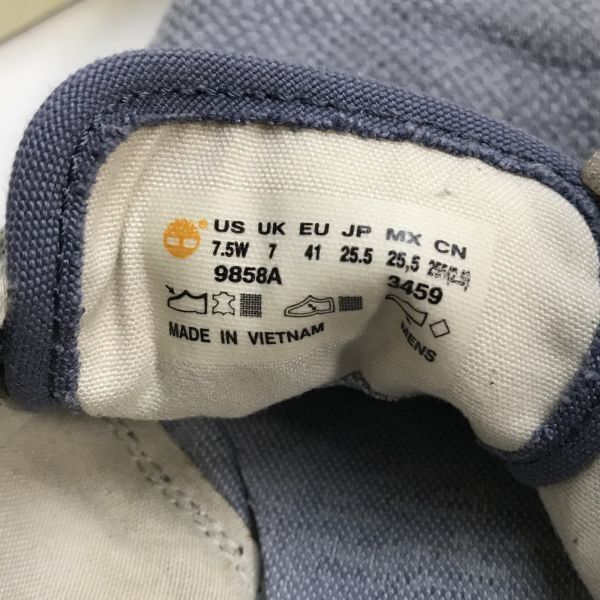 US UK EU JP MX CN
7.5W 7 41 25.5 25,5
9858A 3459
MADE IN VIETNAM MENS